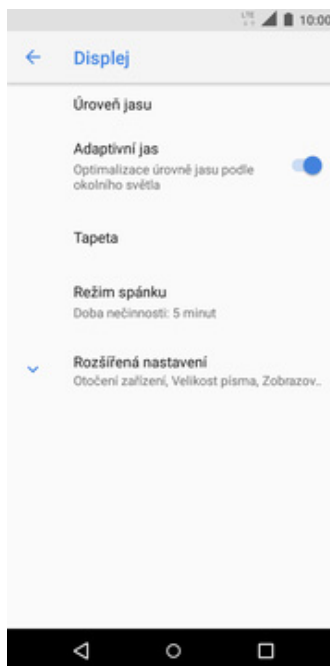 LTE 10:00
Displej
Úroveň jasu
Adaptivní jas
Optimalizace úrovně jasu podle
okolního světla
Tapeta
Režim spánku
Doba nečinnosti: 5 minut
Rozšířená nastavení
Otočení zařízení, Velikost písma, Zobrazov..